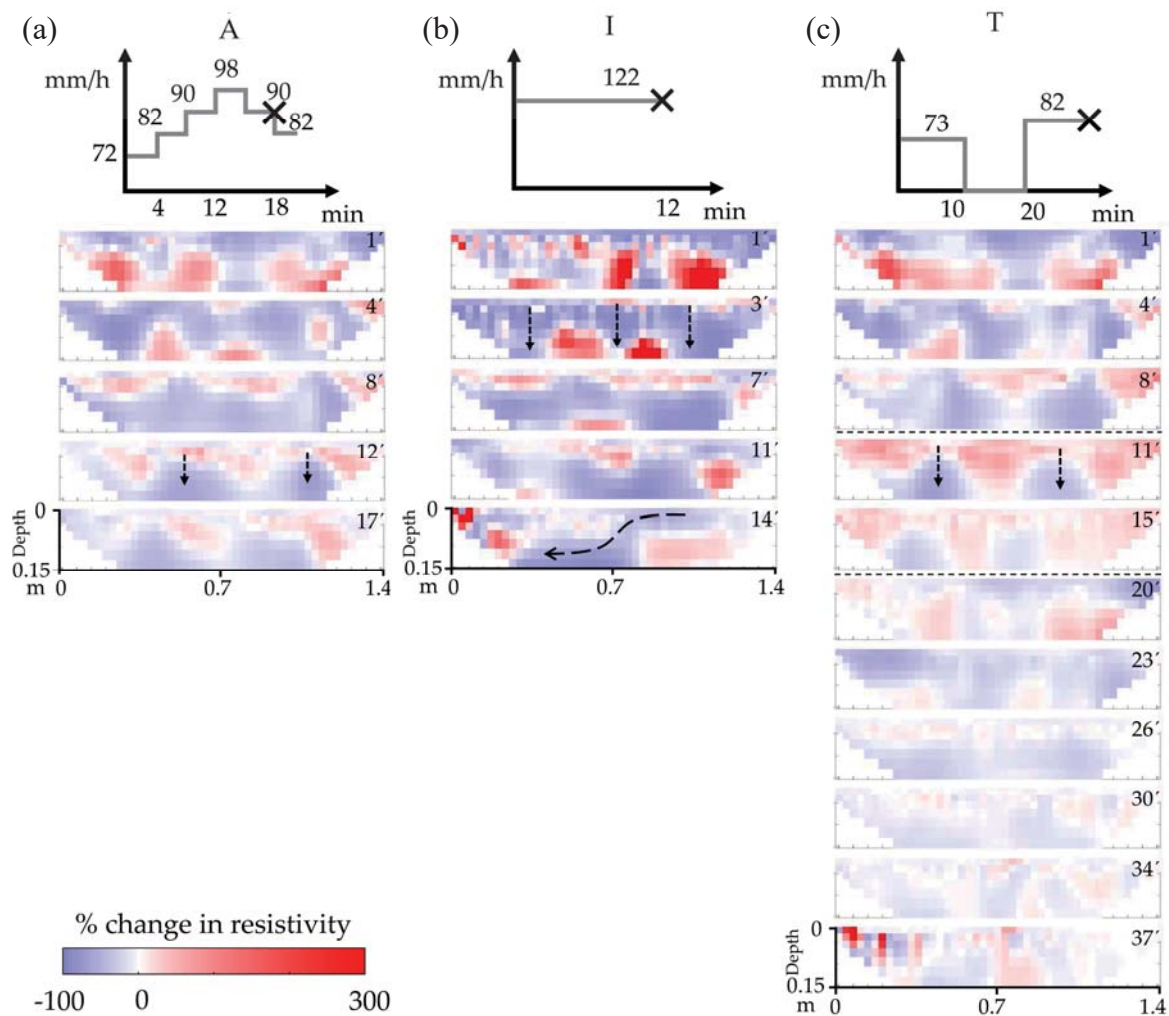 (a) A
mm/h
72
82
90
98
90
82
4 12 18 min
1′
4′
8′
12′
17′
0
Depth
0.15
m 0 0.7 1.4
(b) I
mm/h
122
12 min
1′
3′
7′
11′
14′
0
Depth
0.15
m 0 0.7 1.4
(c) T
mm/h
73
82
10 20 min
1′
4′
8′
11′
15′
20′
23′
26′
30′
34′
37′
0
Depth
0.15
m 0 0.7 1.4
% change in resistivity
-100 0 300